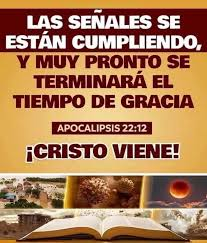 LAS SEÑALES SE
ESTÁN CUMPLIENDO,
Y MUY PRONTO SE
TERMINARÁ EL
TIEMPO DE GRACIA
APOCALIPSIS 22:12
¡CRISTO VIENE!